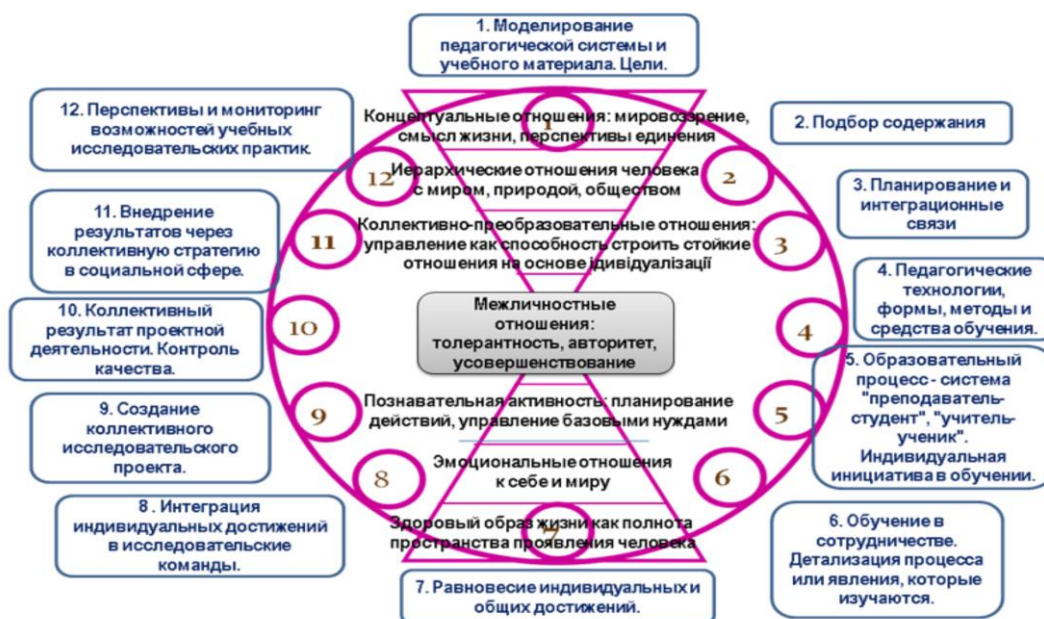 1. Моделирование
педагогической системы и
учебного материала. Цели.
12. Перспективы и мониторинг
возможностей учебных
исследовательских практик.
11. Внедрение
результатов через
коллективную стратегию
в социальной сфере.
10. Коллективный
результат проектной
деятельности. Контроль
качества.
9. Создание
коллективного
исследовательского
проекта.
8 . Интеграция
индивидуальных достижений
в исследовательские
команды.
Концептуальные отношения: мировоззрение,
смысл жизни, перспективы единения
Иерархические отношения человека
с миром, природой, обществом
Коллективно-преобразовательные отношения:
управление как способность строить стойкие
отношения на основе ідивідуалізації
Межличностные
отношения:
толерантность, авторитет,
усовершенствование
Познавательная активность: планирование
действий, управление базовыми нуждами
Эмоциональные отношения
к себе и миру
Здоровый образ жизни как полнота
пространства проявления человека
1
2
3
4
5
6
7
8
9
10
11
12
2. Подбор содержания
3. Планирование и
интеграционные
связи
4. Педагогические
технологии,
формы, методы и
средства обучения.
5. Образовательный
процесс - система
"преподаватель-
студент", "учитель-
ученик".
Индивидуальная
инициатива в обучении.
6. Обучение в
сотрудничестве.
Детализация процесса
или явления, которые
изучаются.
7. Равновесие индивидуальных и
общих достижений.